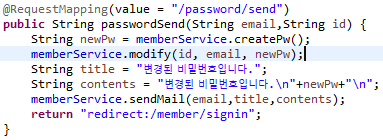 @RequestMapping(value = "/password/send")
public String passwordSend(String email,String id) {
String newPw = memberService.createPw();
memberService.modify(id, email, newPw);
String title = "변경된 비밀번호입니다.";
String contents = "변경된 비밀번호입니다.\n"+newPw+"\n";
memberService.sendMail(email,title,contents);
return "redirect:/member/signin";
}